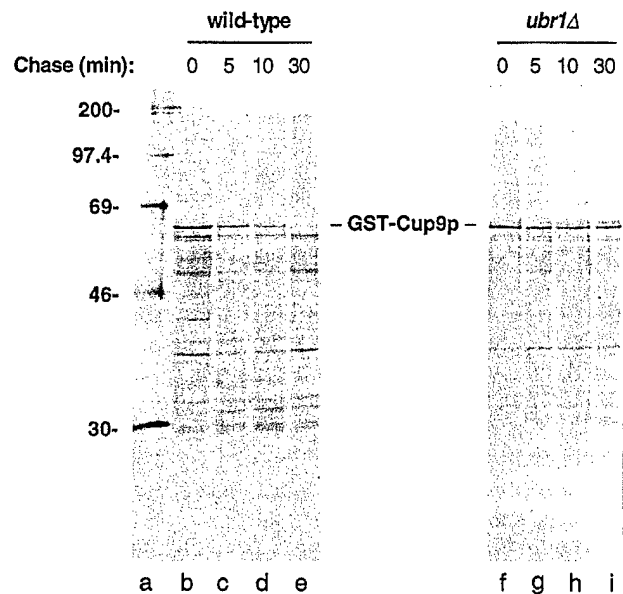 wild-type ubr1Δ
Chase (min): 0 5 10 30 0 5 10 30
200-
97.4-
69-
– GST-Cup9p –
46-
30-
a b c d e f g h i